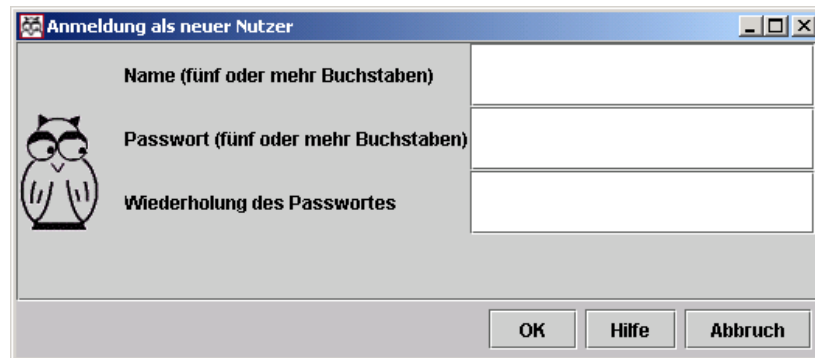 Anmeldung als neuer Nutzer
Name (fünf oder mehr Buchstaben)
Passwort (fünf oder mehr Buchstaben)
Wiederholung des Passwortes
OK Hilfe Abbruch